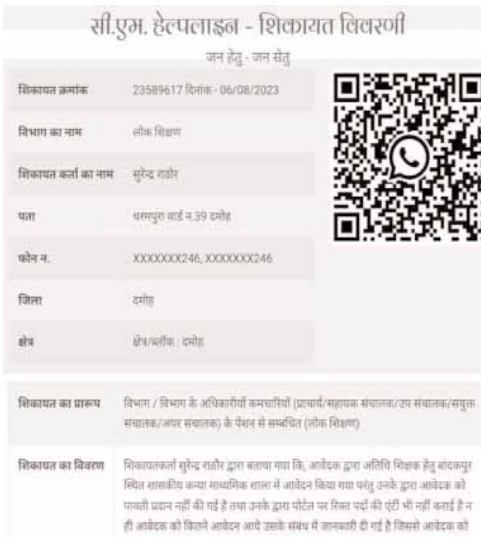 सी.एम. हेल्पलाइन - शिकायत विवरणी
जन हेतु - जन सेतु
शिकायत क्रमांक 23589617 दिनांक - 06/08/2023
विभाग का नाम लोक शिक्षण
शिकायत कर्ता का नाम सुरेन्द्र राठौर
पता धरमपुरा वार्ड न.39 दमोह
फोन न. XXXXXXX246, XXXXXXX246
जिला दमोह
क्षेत्र क्षेत्र/ब्लॉक : दमोह
शिकायत का प्रारूप विभाग / विभाग के अधिकारीयों कमचारियों (प्राचार्य/सहायक संचालक/उप संचालक/संयुक्त
संचालक/अपर संचालक) के पेंशन से सम्बंधित (लोक शिक्षण)
शिकायत का विवरण शिकायतकर्ता सुरेन्द्र राठौर द्वारा बताया गया कि, आवेदक द्वारा अतिथि शिक्षक हेतु बांदकपुर
स्थित शासकीय कन्या माध्यमिक शाला में आवेदन किया गया परंतु उनके द्वारा आवेदक को
पावती प्रदान नहीं की गई है तथा उनके द्वारा पोर्टल पर रिक्त पदों की एंट्री भी नहीं कराई है न
ही आवेदक को कितने आवेदन आये उसके संबंध में जानकारी दी गई है जिससे आवेदक को